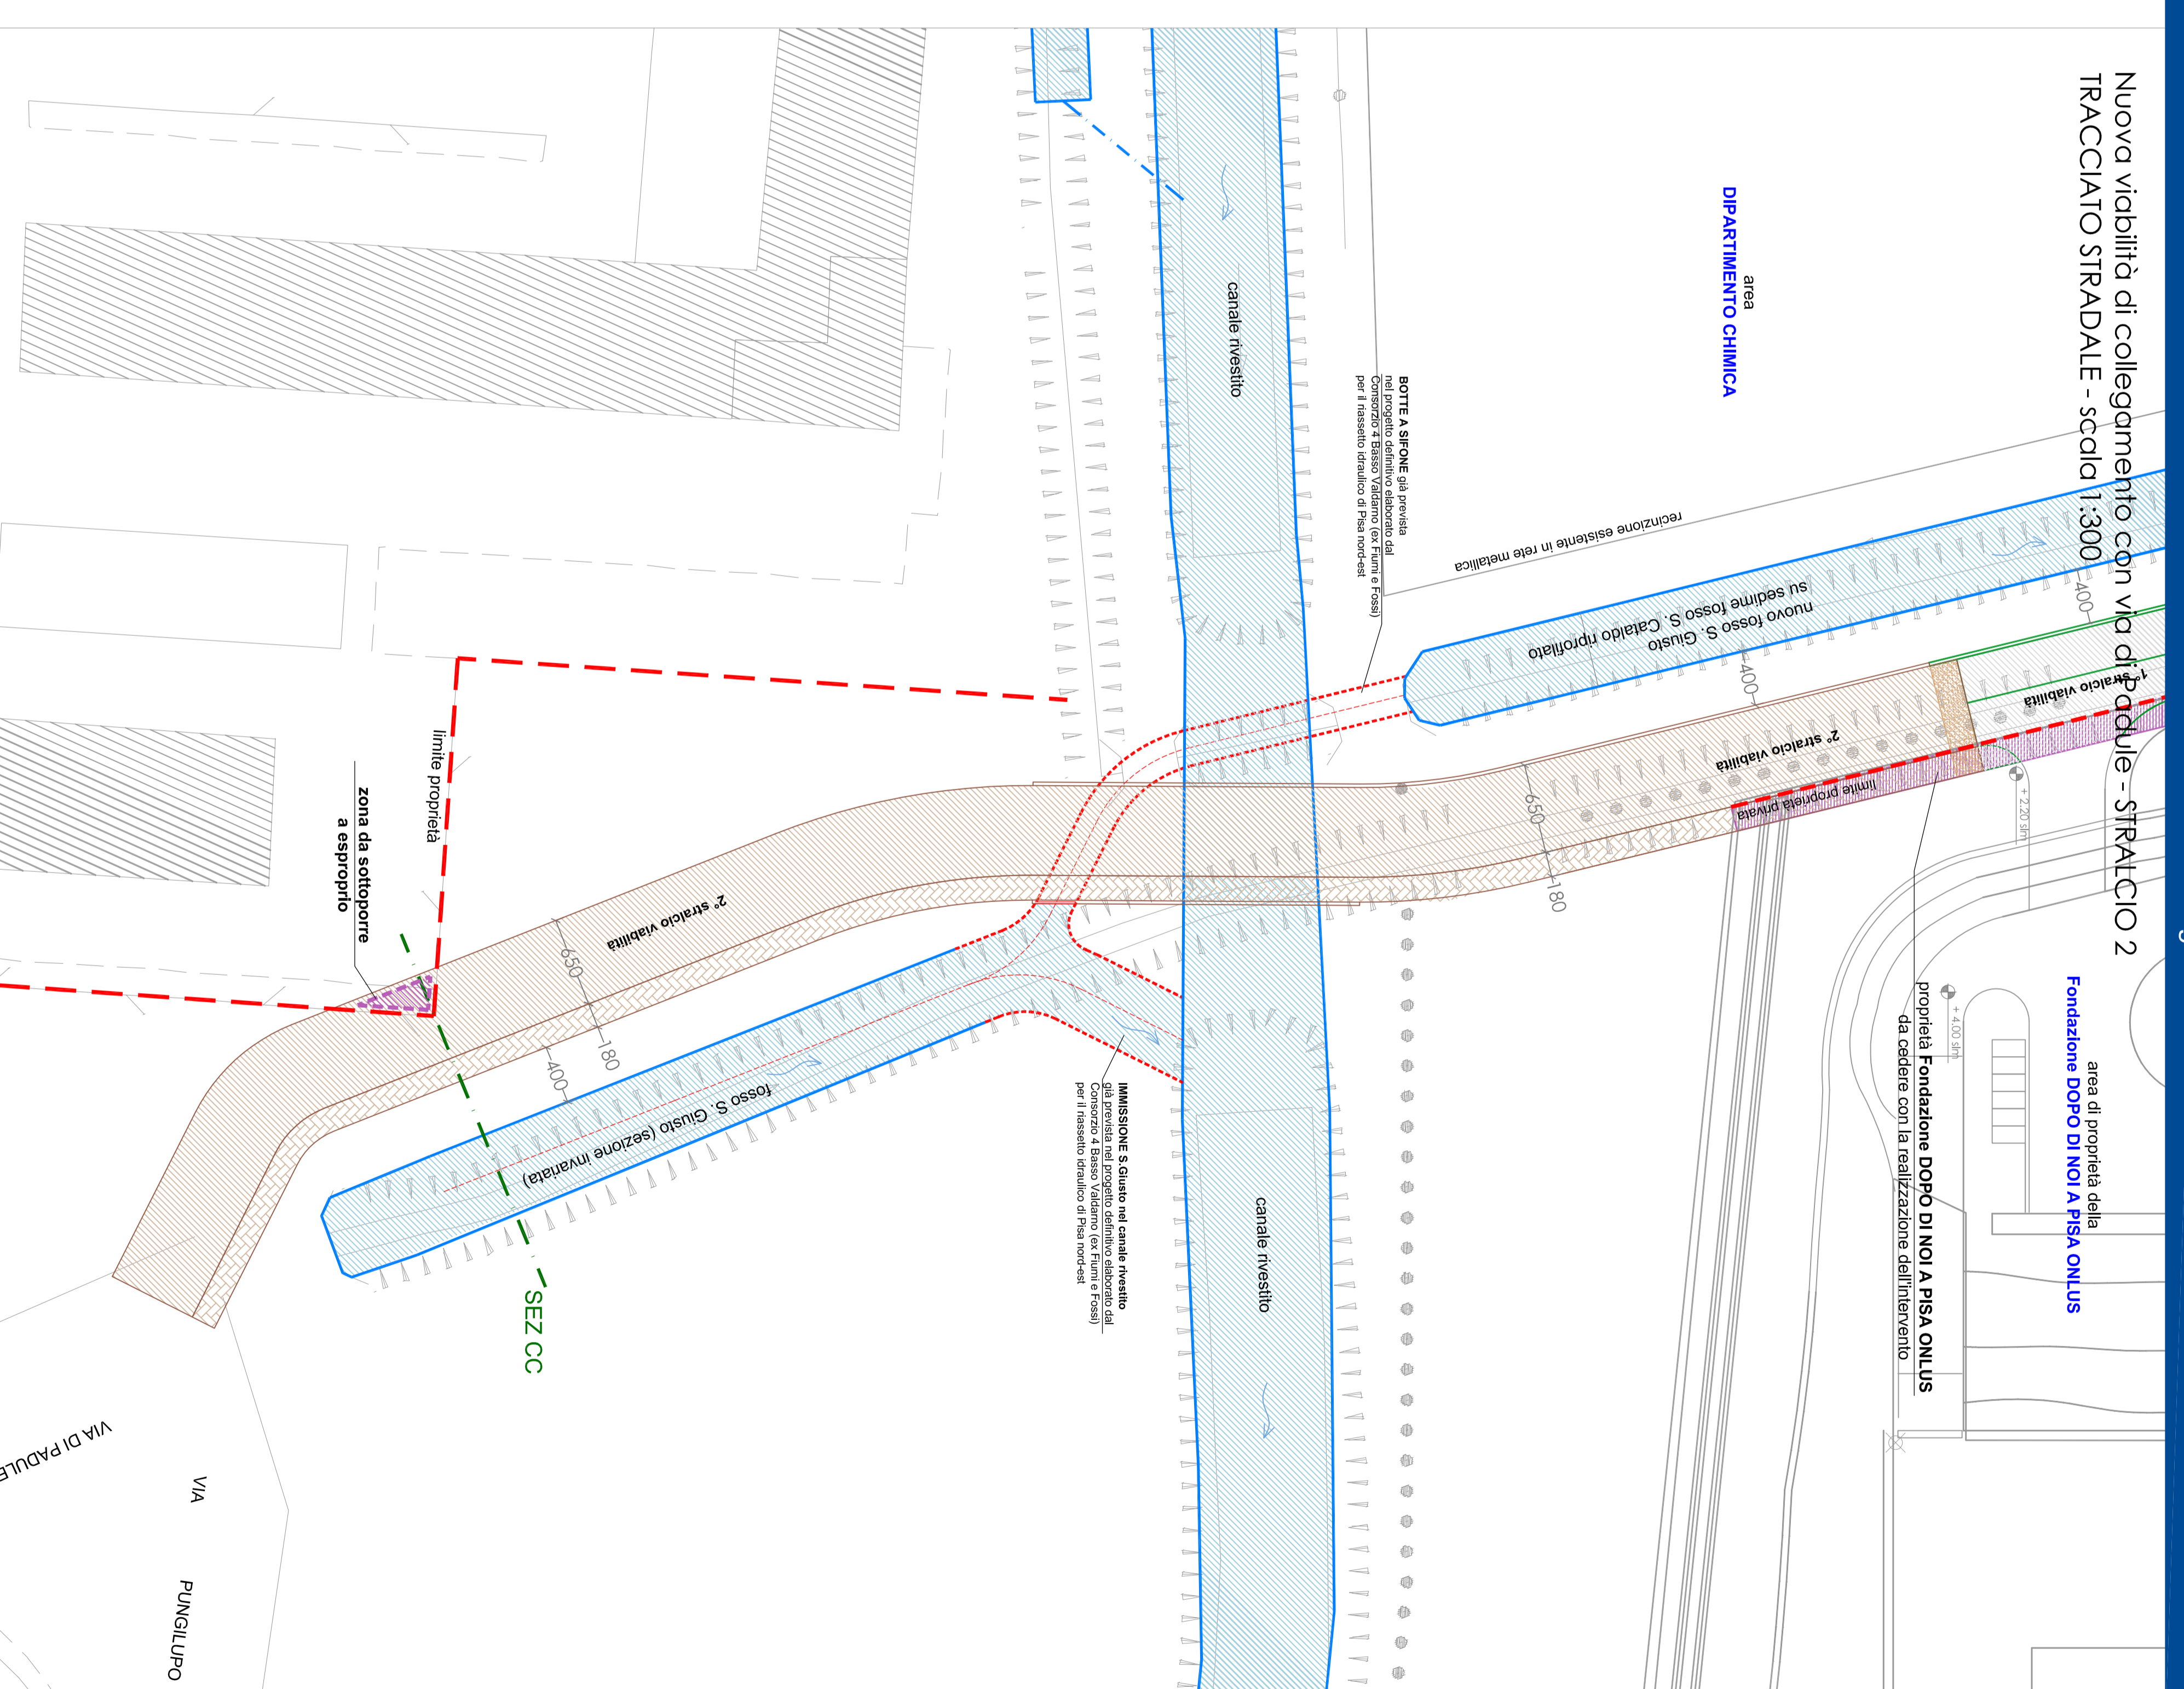 Nuova viabilità di collegamento con via di Padule - STRALCIO 2
TRACCIATO STRADALE - scala 1:300
area
DIPARTIMENTO CHIMICA
area di proprietà della
Fondazione DOPO DI NOI A PISA ONLUS
proprietà Fondazione DOPO DI NOI A PISA ONLUS
da cedere con la realizzazione dell'intervento
+ 2.20 slm
+ 4.00 slm
1° stralcio viabilità
400
recinzione esistente in rete metallica
nuovo fosso S. Giusto
su sedime fosso S. Cataldo riprofilato
400
2° stralcio viabilità
limite proprietà privata
650
180
BOTTE A SIFONE già prevista
nel progetto definitivo elaborato dal
Consorzio 4 Basso Valdarno (ex Fiumi e Fossi)
per il riassetto idraulico di Pisa nord-est
canale rivestito
canale rivestito
IMMISSIONE S.Giusto nel canale rivestito
già prevista nel progetto definitivo elaborato dal
Consorzio 4 Basso Valdarno (ex Fiumi e Fossi)
per il riassetto idraulico di Pisa nord-est
2° stralcio viabilità
650
180
400
fosso S. Giusto (sezione invariata)
SEZ CC
limite proprietà
zona da sottoporre
a esproprio
VIA DI PADULE
VIA
PUNGILUPO